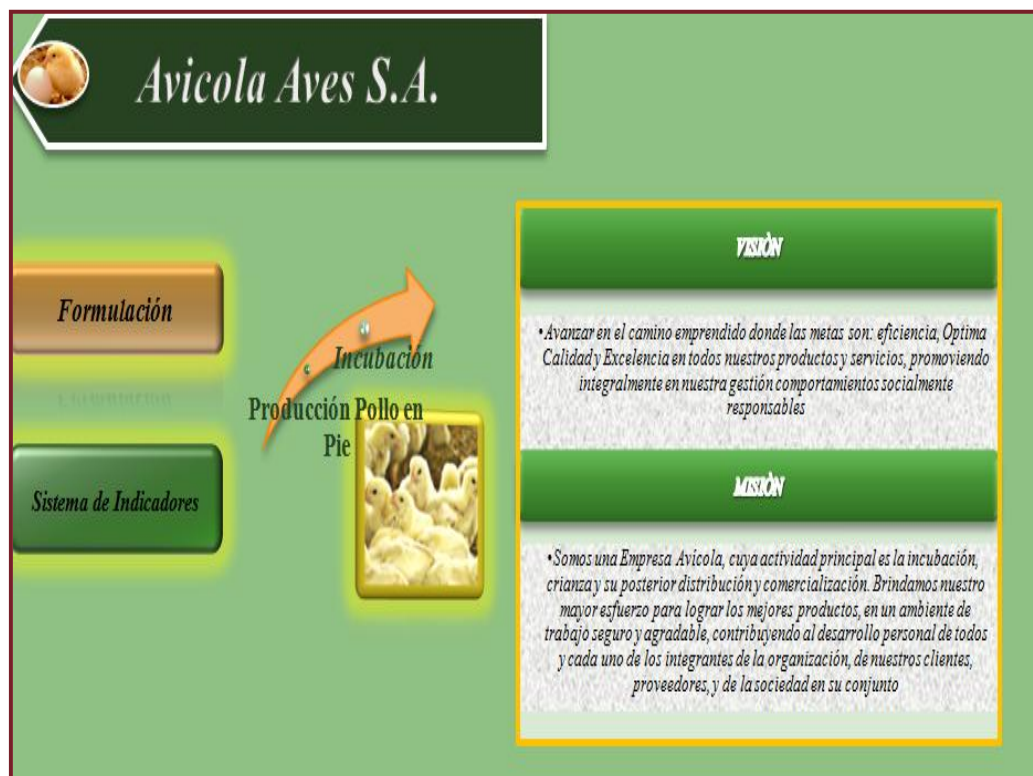 Avicola Aves S.A.
Formulación
Sistema de Indicadores
Incubación
Producción Pollo en
Pie
VISIÒN
•Avanzar en el camino emprendido donde las metas son: eficiencia, Optima
Calidad y Excelencia en todos nuestros productos y servicios, promoviendo
integralmente en nuestra gestión comportamientos socialmente
responsables
MISIÒN
•Somos una Empresa Avícola, cuya actividad principal es la incubación,
crianza y su posterior distribución y comercialización. Brindamos nuestro
mayor esfuerzo para lograr los mejores productos, en un ambiente de
trabajo seguro y agradable, contribuyendo al desarrollo personal de todos
y cada uno de los integrantes de la organización, de nuestros clientes,
proveedores, y de la sociedad en su conjunto